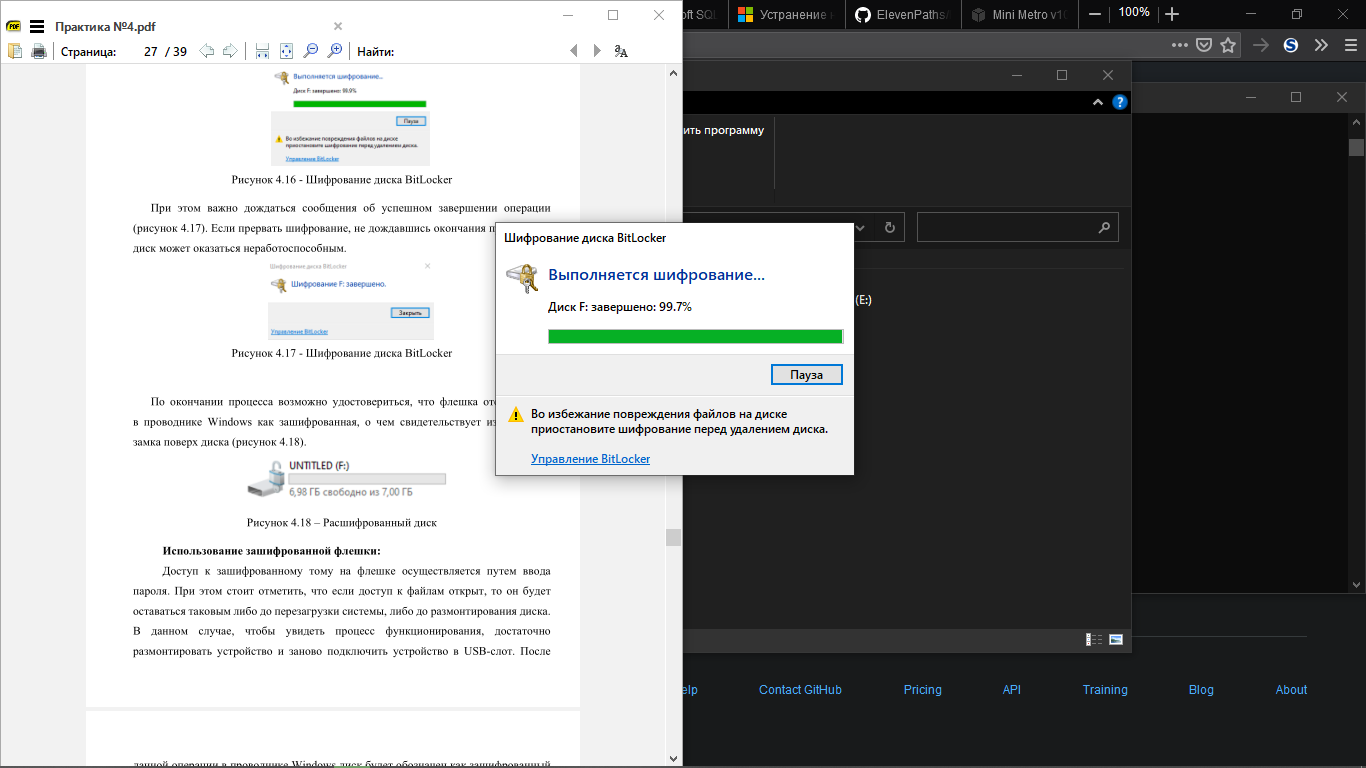 Практика №4.pdf
Страница: 27 / 39 Найти:
Выполняется шифрование...
Диск F: завершено: 99.9%
Пауза
Во избежание повреждения файлов на диске
приостановите шифрование перед удалением диска.
Управление BitLocker
Рисунок 4.16 - Шифрование диска BitLocker
При этом важно дождаться сообщения об успешном завершении операции
(рисунок 4.17). Если прервать шифрование, не дождавшись окончания
диск может оказаться неработоспособным.
Шифрование диска BitLocker
Шифрование F: завершено.
Закрыть
Управление BitLocker
Рисунок 4.17 - Шифрование диска BitLocker
По окончании процесса возможно удостовериться, что флешка
в проводнике Windows как зашифрованная, о чем свидетельствует
замка поверх диска (рисунок 4.18).
UNTITLED (F:)
6,98 ГБ свободно из 7,00 ГБ
Рисунок 4.18 – Расшифрованный диск
Использование зашифрованной флешки:
Доступ к зашифрованному тому на флешке осуществляется путем ввода
пароля. При этом стоит отметить, что если доступ к файлам открыт, то он будет
оставаться таковым либо до перезагрузки системы, либо до размонтирования диска.
В данном случае, чтобы увидеть процесс функционирования, достаточно
размонтировать устройство и заново подключить устройство в USB-слот. После
данной операции в проводнике Windows диск будет обозначен как зашифрованный
Шифрование диска BitLocker
Выполняется шифрование...
Диск F: завершено: 99.7%
Пауза
Во избежание повреждения файлов на диске
приостановите шифрование перед удалением диска.
Управление BitLocker
oft SQL
Устранение
ElevenPaths/
Mini Metro v1
100%
ить программу
(E:)
elp Contact GitHub Pricing API Training Blog About